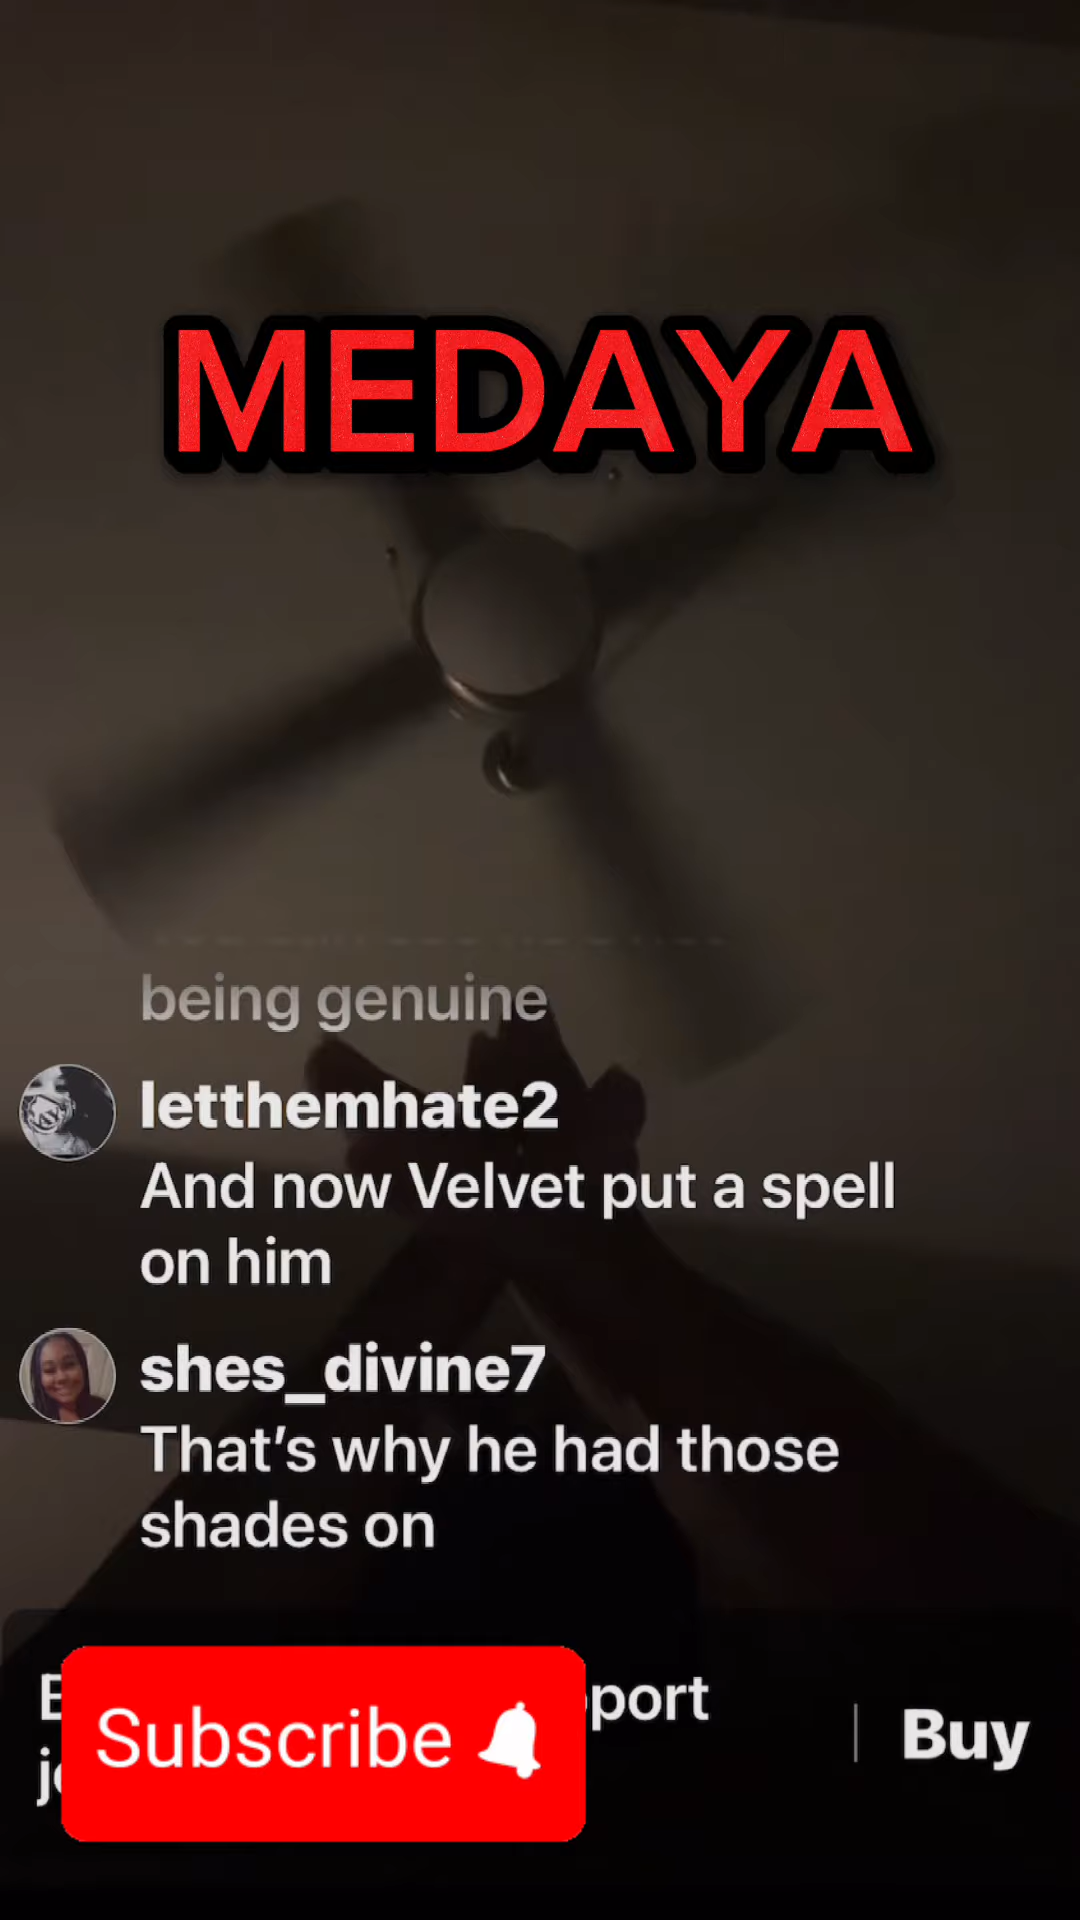 MEDAYA
being genuine
letthemhate2
And now Velvet put a spell
on him
shes_divine7
That's why he had those
shades on
Subscribe
Buy